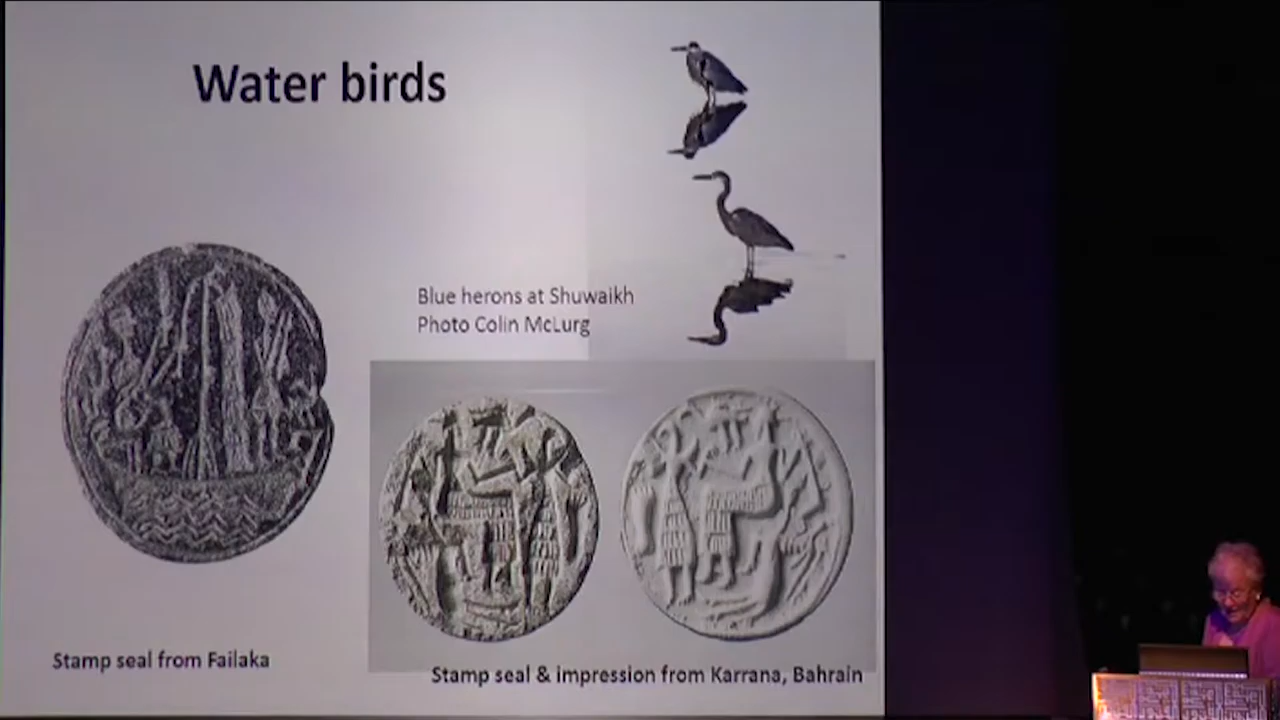 Water birds
Blue herons at Shuwaikh
Photo Colin McLurg
Stamp seal from Failaka
Stamp seal & impression from Karrana, Bahrain